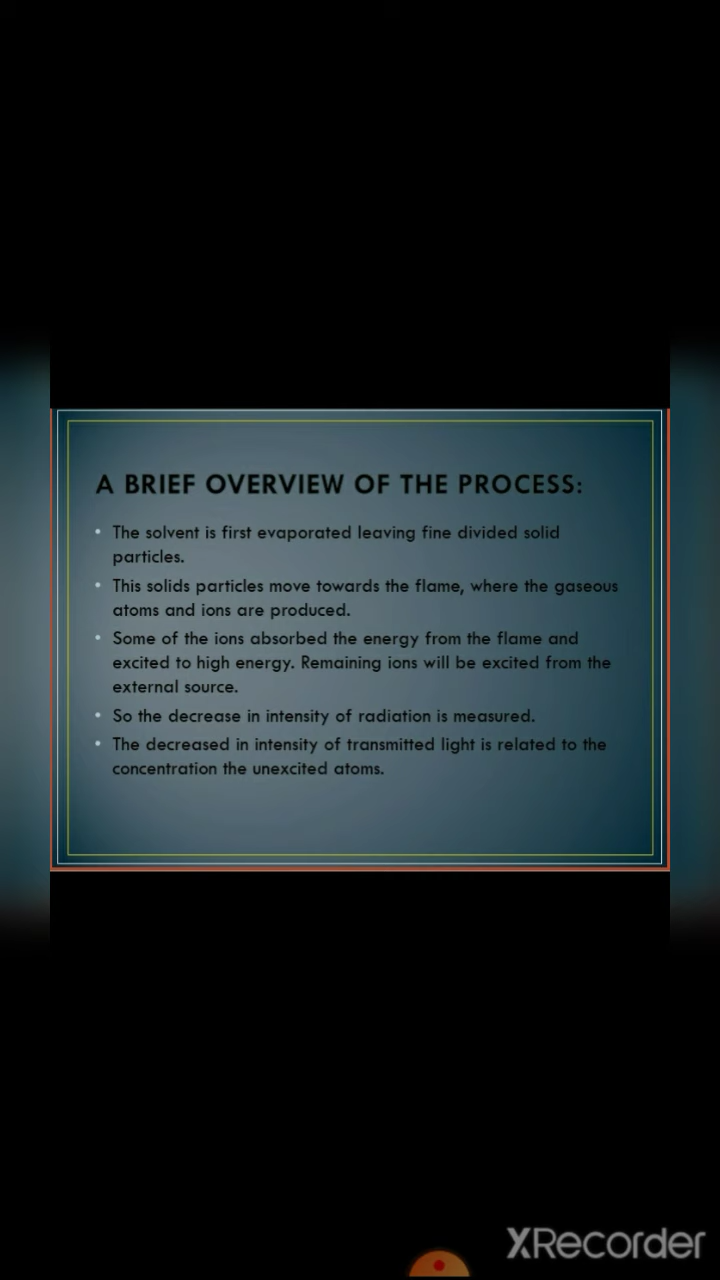 A BRIEF OVERVIEW OF THE PROCESS:
• The solvent is first evaporated leaving fine divided solid
particles.
• This solids particles move towards the flame, where the gaseous
atoms and ions are produced.
• Some of the ions absorbed the energy from the flame and
excited to high energy. Remaining ions will be excited from the
external source.
• So the decrease in intensity of radiation is measured.
• The decreased in intensity of transmitted light is related to the
concentration the unexcited atoms.
XRecorder